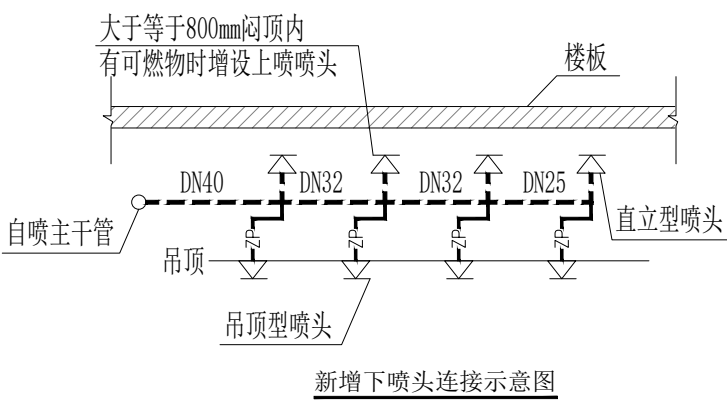 大于等于800mm闷顶内
有可燃物时增设上喷喷头
楼板
DN40
DN32
DN32
DN25
自喷主干管
直立型喷头
ZP
ZP
ZP
ZP
吊顶
吊顶型喷头
新增下喷头连接示意图